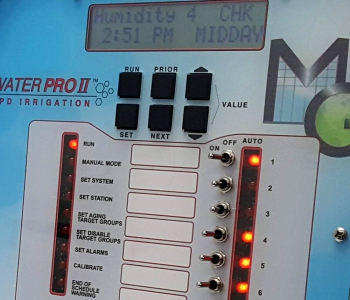 Humidity 4 CHK
2:51 PM MIDDAY
WATER PRO II
PD IRRIGATION
RUN PRIOR
VALUE
SET NEXT
M
RUN
MANUAL MODE
SET SYSTEM
SET STATION
SET AGING
TARGET GROUPS
SET DISABLE
TARGET GROUPS
SET ALARMS
CALIBRATE
END OF
SCHEDULE
WARNING
ON OFF AUTO
1
2
3
4
5
6